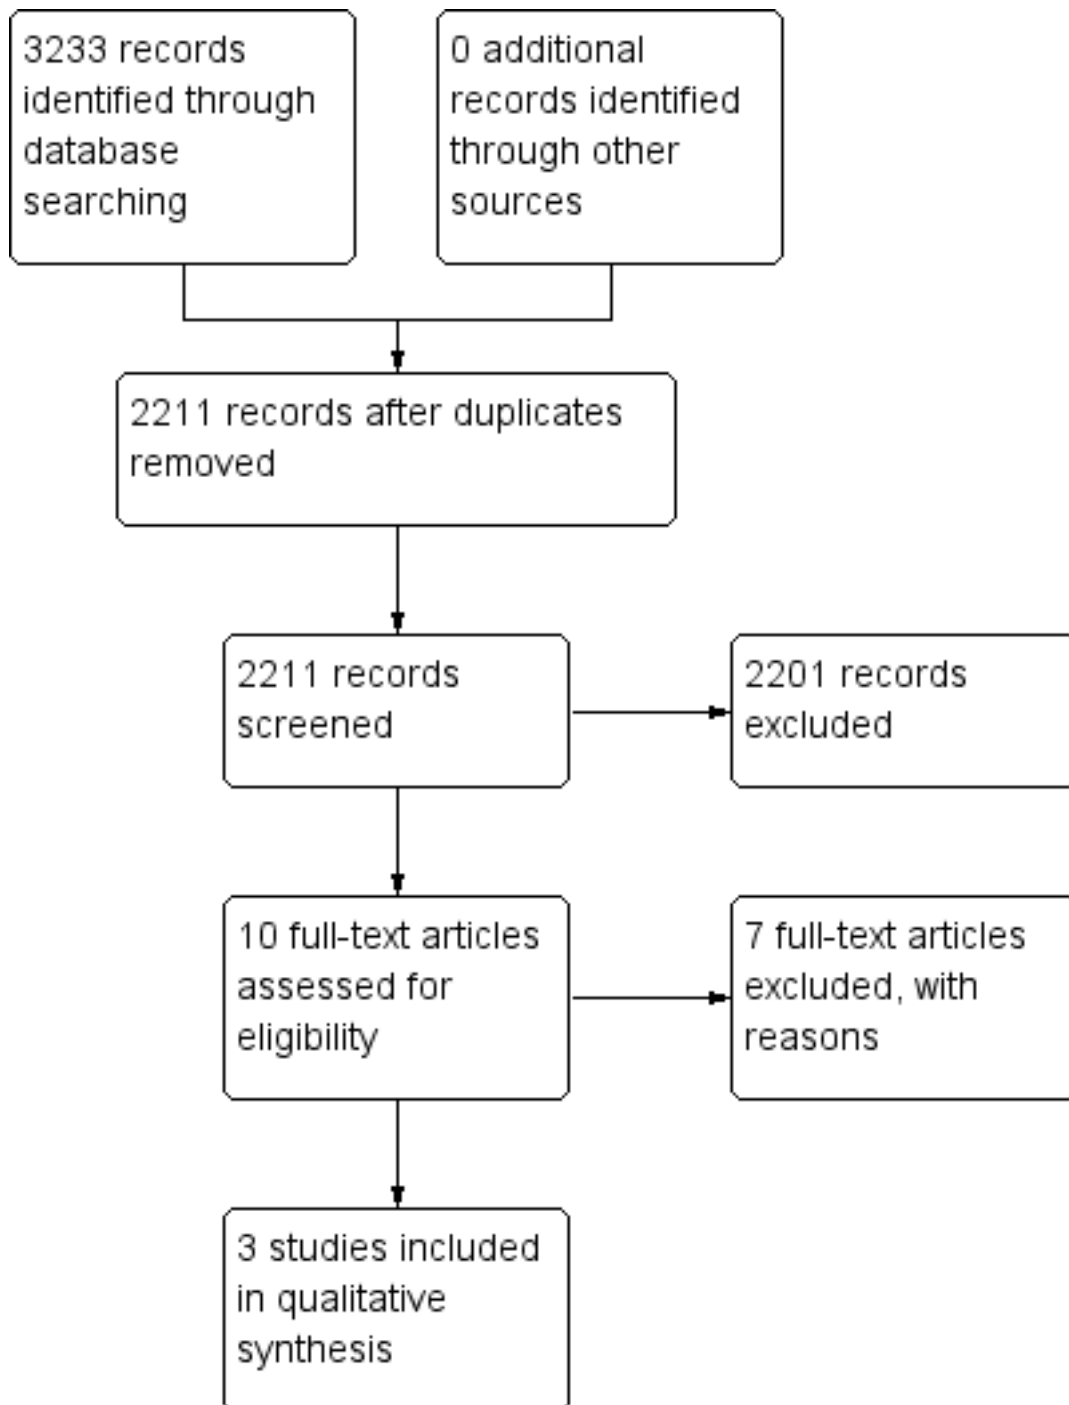 3233 records
identified through
database
searching
0 additional
records identified
through other
sources
2211 records after duplicates
removed
2211 records
screened
2201 records
excluded
10 full-text articles
assessed for
eligibility
7 full-text articles
excluded, with
reasons
3 studies included
in qualitative
synthesis